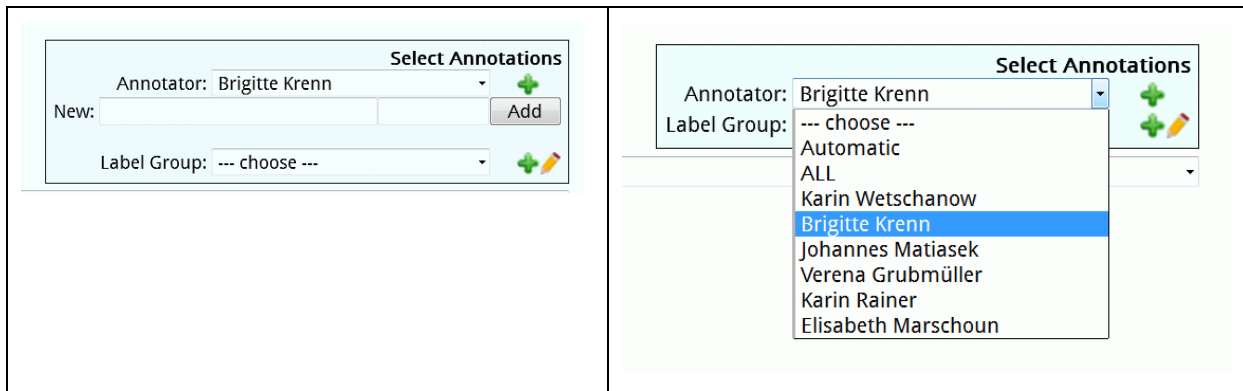 Select Annotations
Annotator: Brigitte Krenn
New: Add
Label Group: --- choose ---
Select Annotations
Annotator: Brigitte Krenn
Label Group: --- choose ---
Automatic
ALL
Karin Wetschanow
Brigitte Krenn
Johannes Matiasek
Verena Grubmüller
Karin Rainer
Elisabeth Marschoun